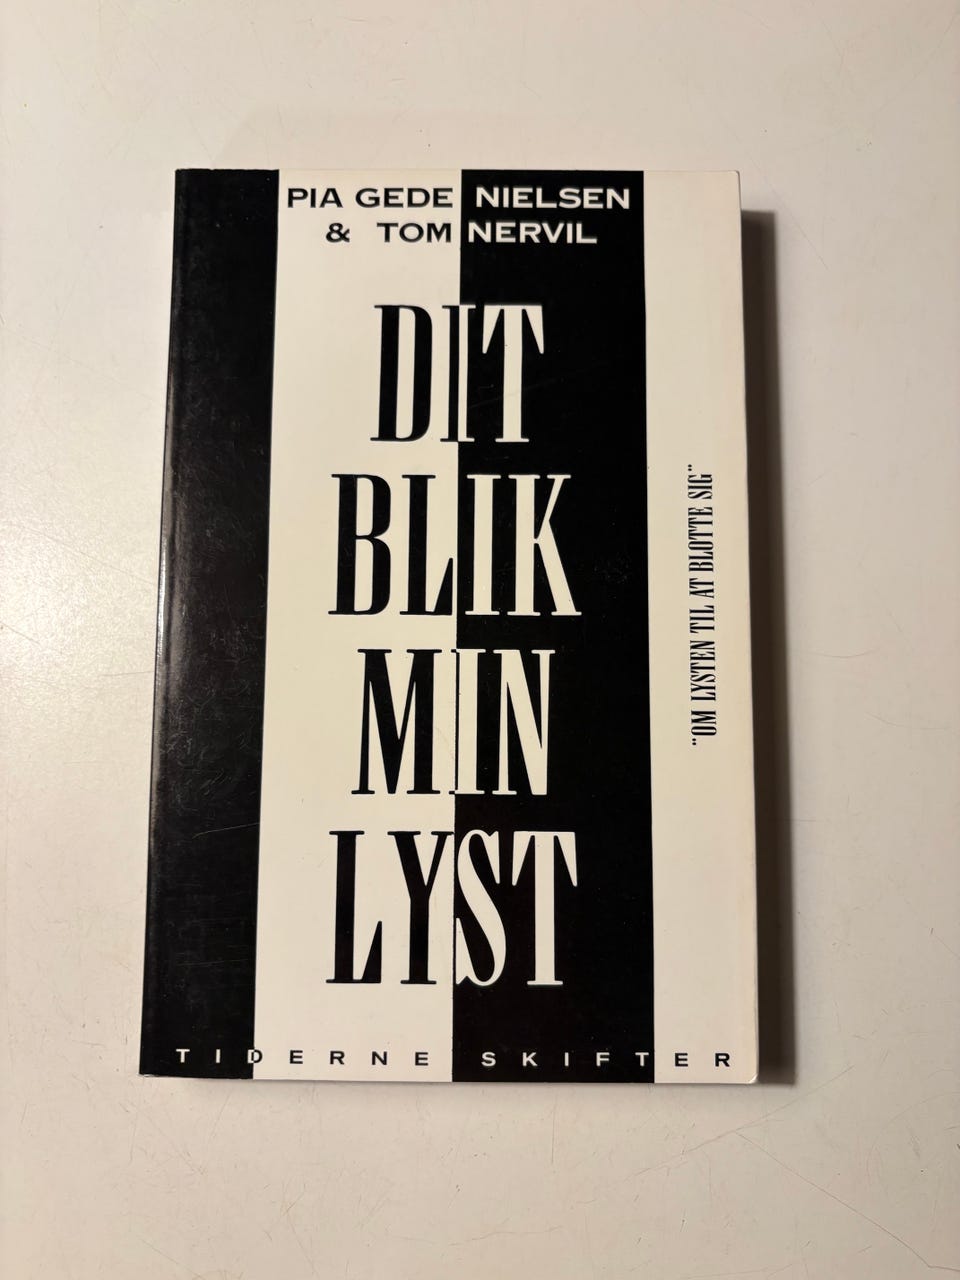 PIA GEDE NIELSEN
& TOM NERVIL
DIT
BLIK
MIN
LYST
"OM LYSTEN TIL AT BLOTTE SIG"
TIDERNE SKIFTER